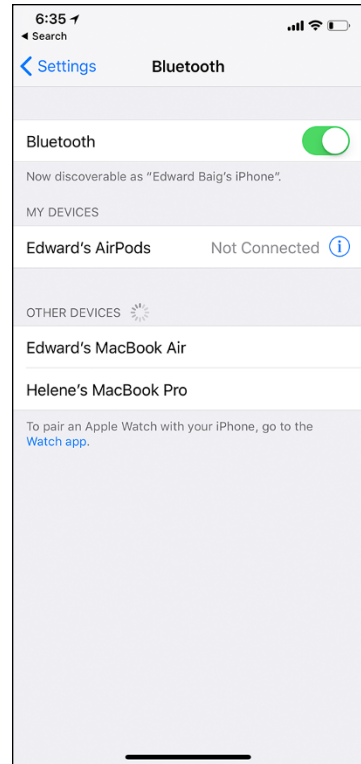 6:35
Search
Settings
Bluetooth
Bluetooth
Now discoverable as “Edward Baig’s iPhone”.
MY DEVICES
Edward’s AirPods Not Connected
OTHER DEVICES
Edward’s MacBook Air
Helene’s MacBook Pro
To pair an Apple Watch with your iPhone, go to the
Watch app.